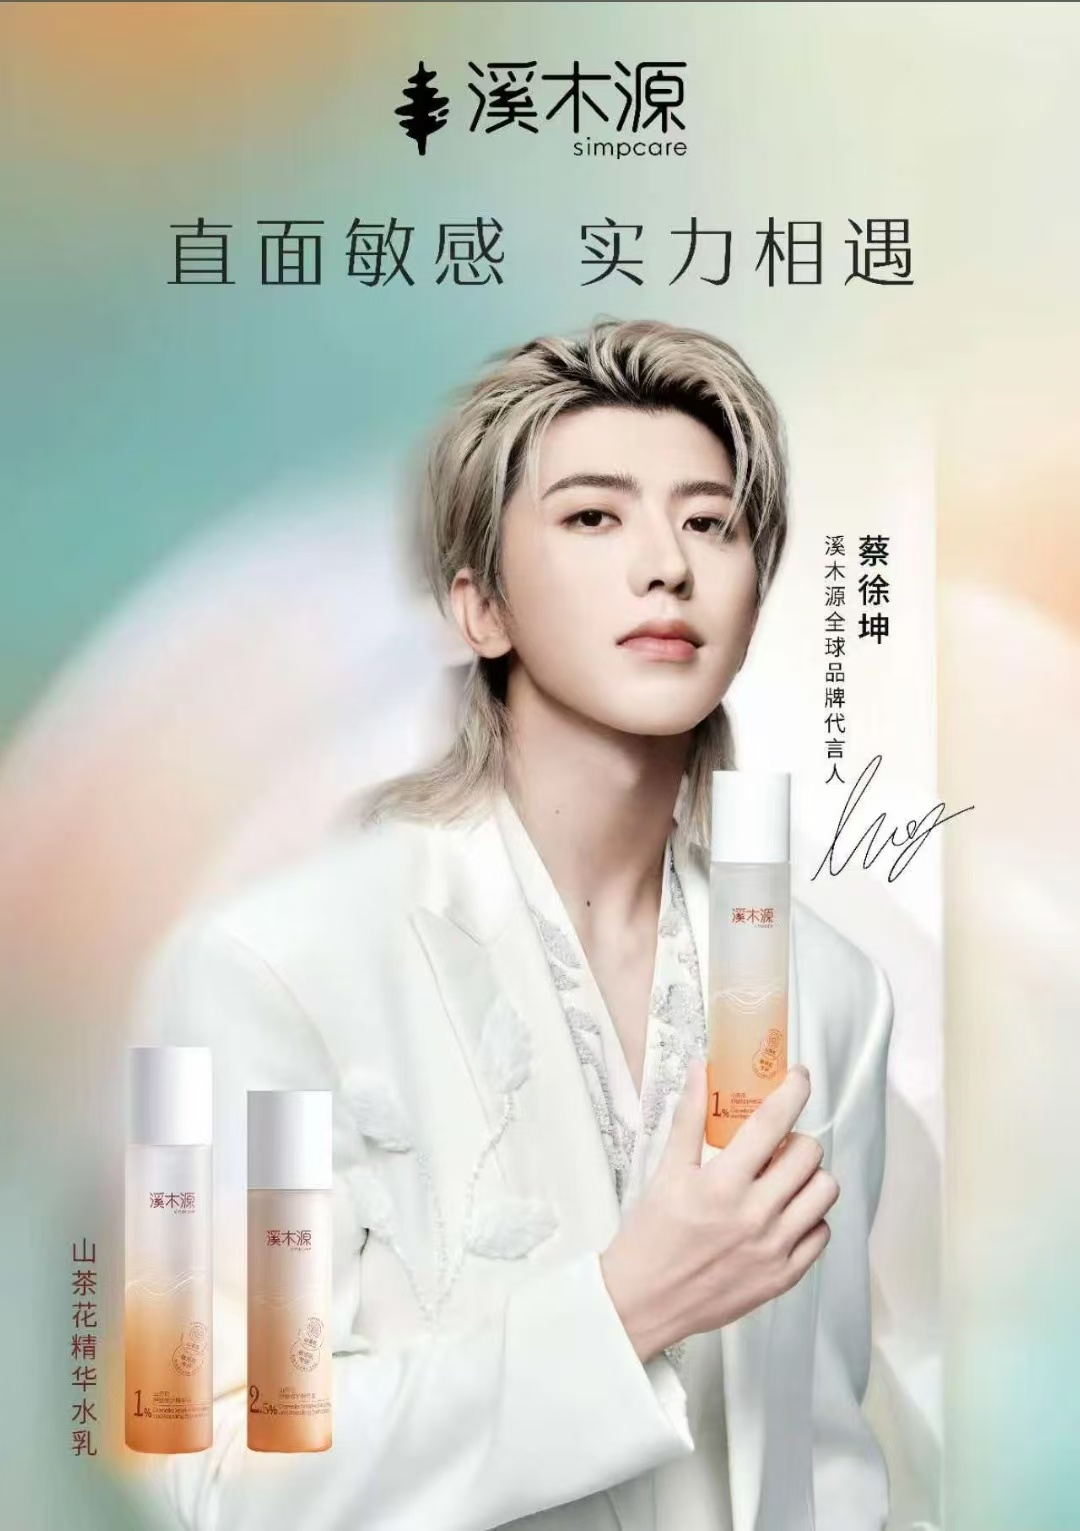 溪木源
simpcare
直面敏感 实力相遇
蔡徐坤
溪木源全球品牌代言人
溪木源
1%
山茶花精华水乳
溪木源
simpcare
1%
溪木源
2.5%